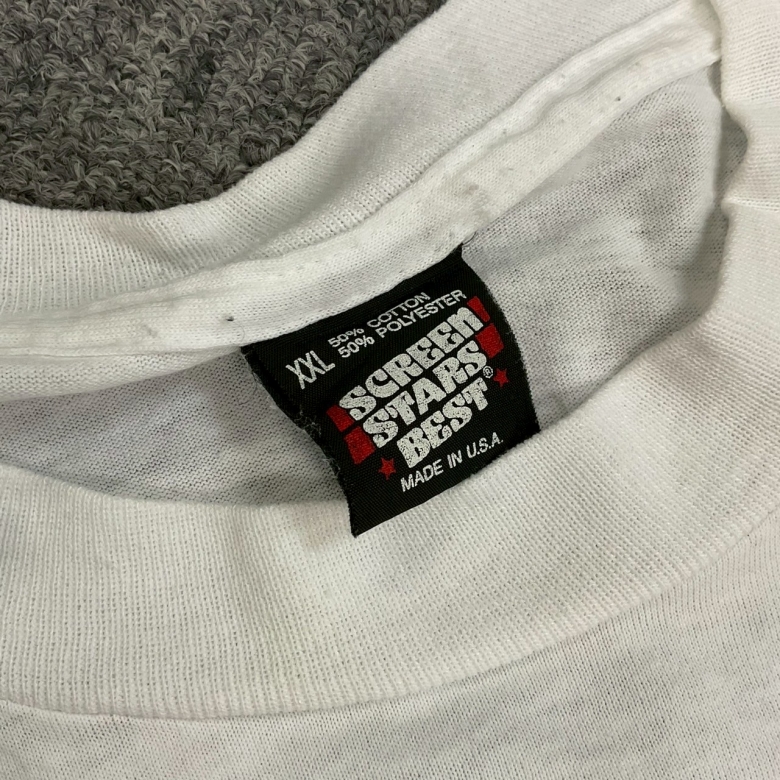 XXL
50% COTTON
50% POLYESTER
SCREEN
STARS
BEST®
MADE IN U.S.A.